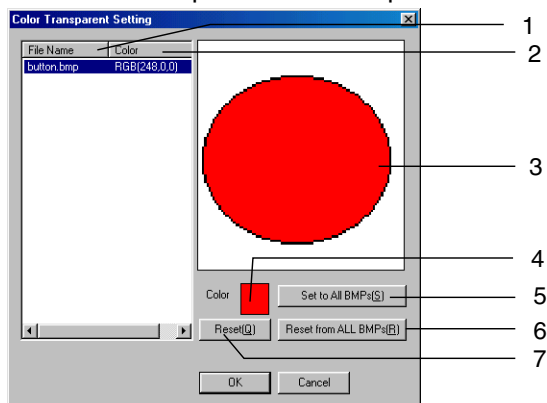 Color Transparent Setting
1
File Name Color
2
button.bmp RGB(248,0,0)
3
4
Color Set to All BMPs(S)
5
Reset(Q) Reset from ALL BMPs(R)
6
7
OK Cancel